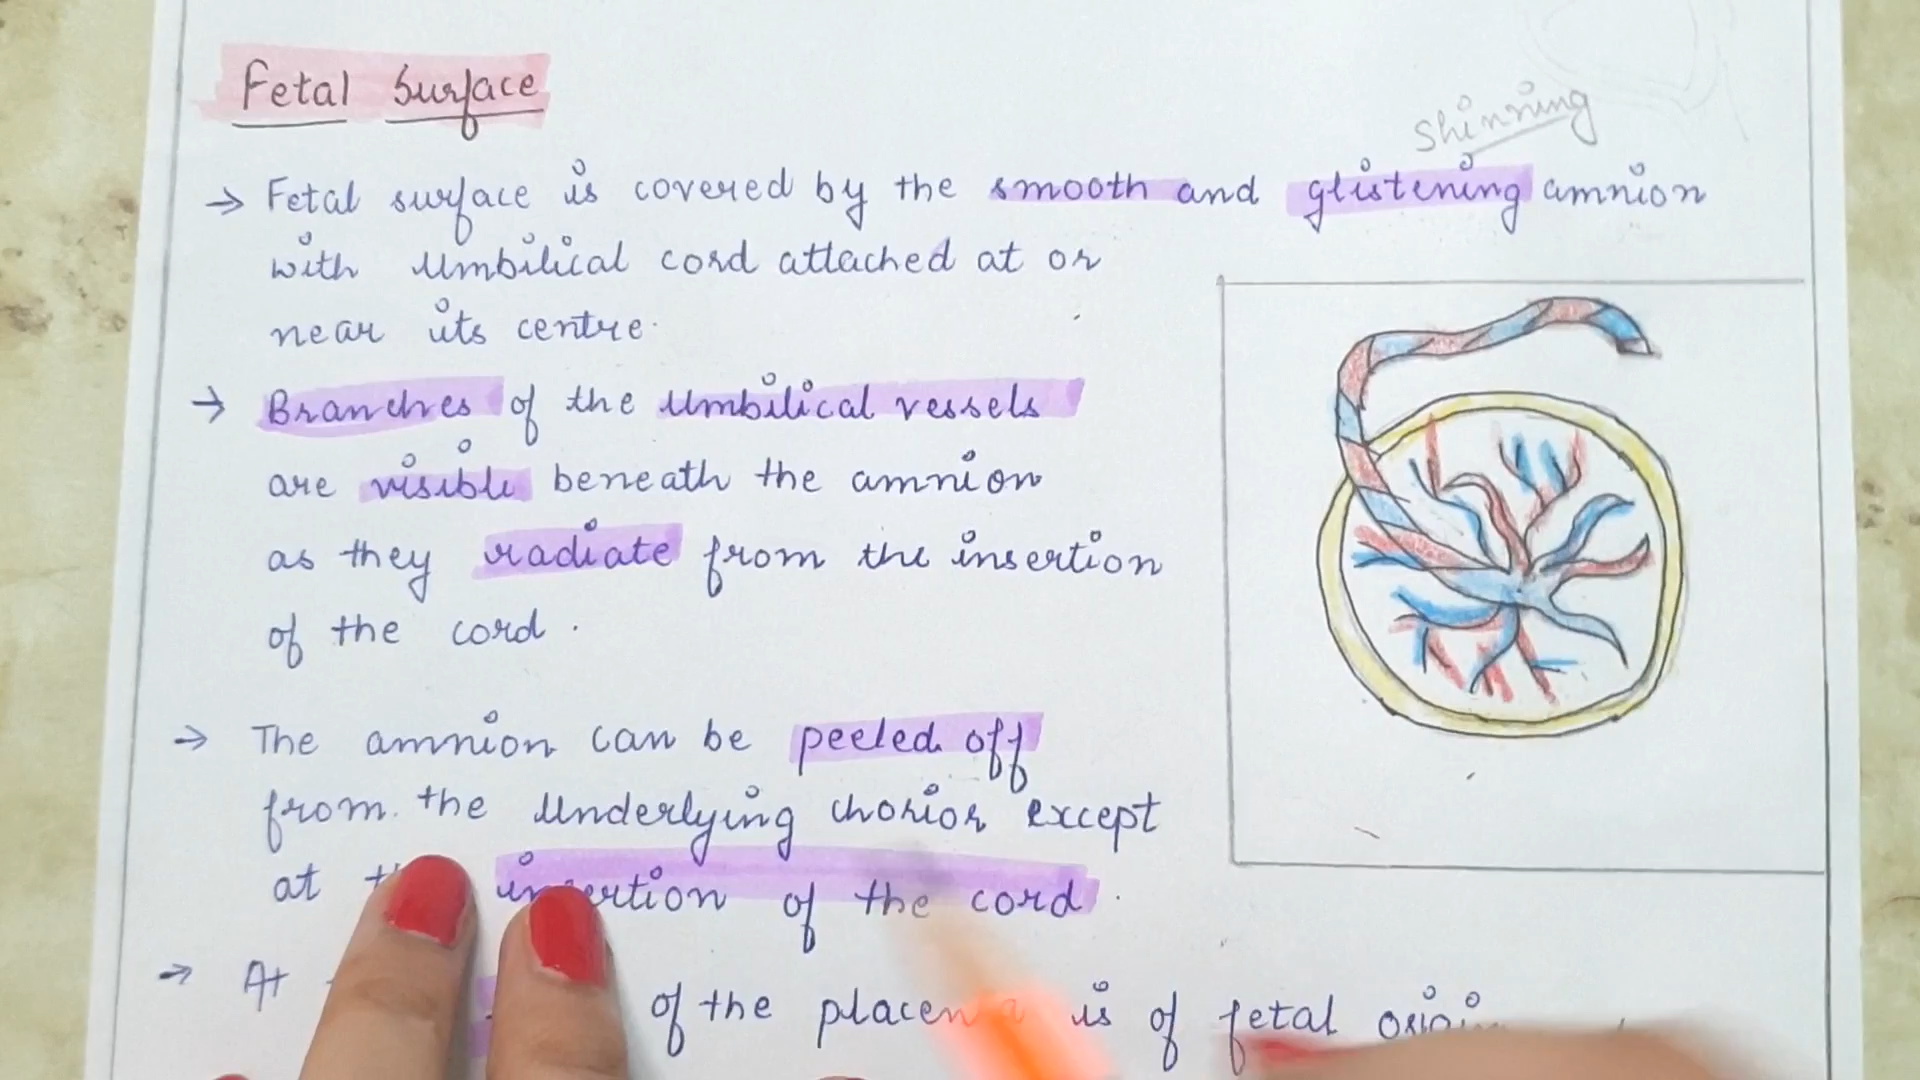 Fetal Surface
Shinning
→ Fetal surface is covered by the smooth and glistening amnion
with umbilical cord attached at or
near its centre.
→ Branches of the umbilical vessels
are visible beneath the amnion
as they radiate from the insertion
of the cord.
→ The amnion can be peeled off
from the underlying chorion except
at insertion of the cord.
→ At of the placenta is of fetal origin